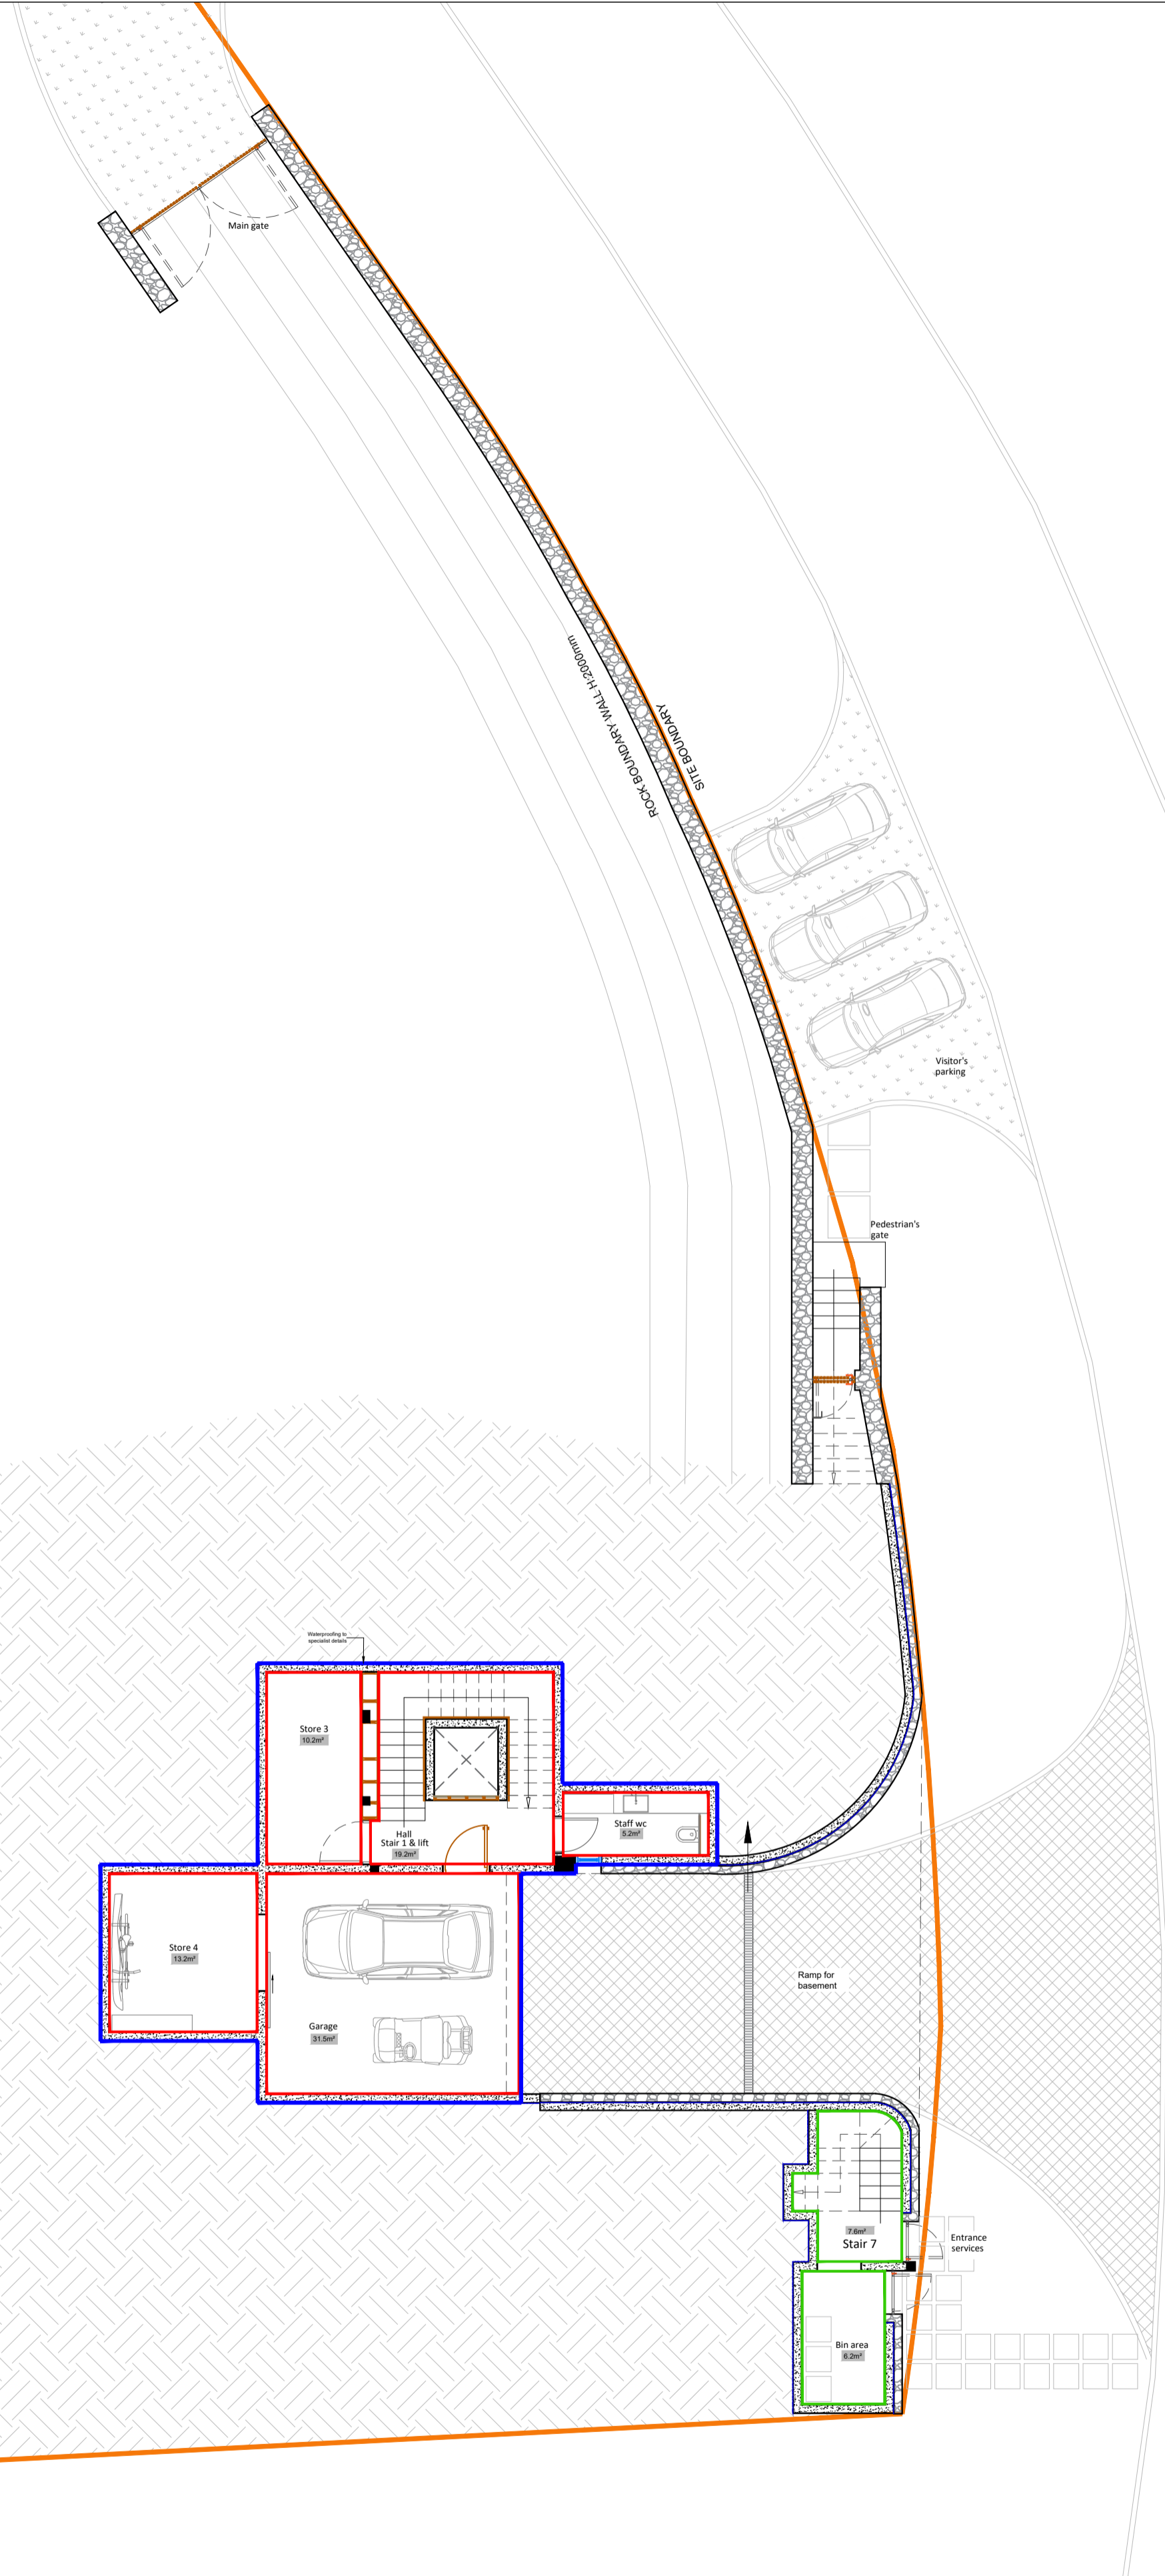 Main gate
ROCK BOUNDARY WALL H:2000mm
SITE BOUNDARY
Visitor's
parking
Pedestrian's
gate
Waterproofing to
specialist details
Store 3
10.2m²
Hall
Stair 1 & lift
19.2m²
Staff wc
5.2m²
Store 4
13.2m²
Garage
31.5m²
Ramp for
basement
7.6m²
Stair 7
Entrance
services
Bin area
6.2m²